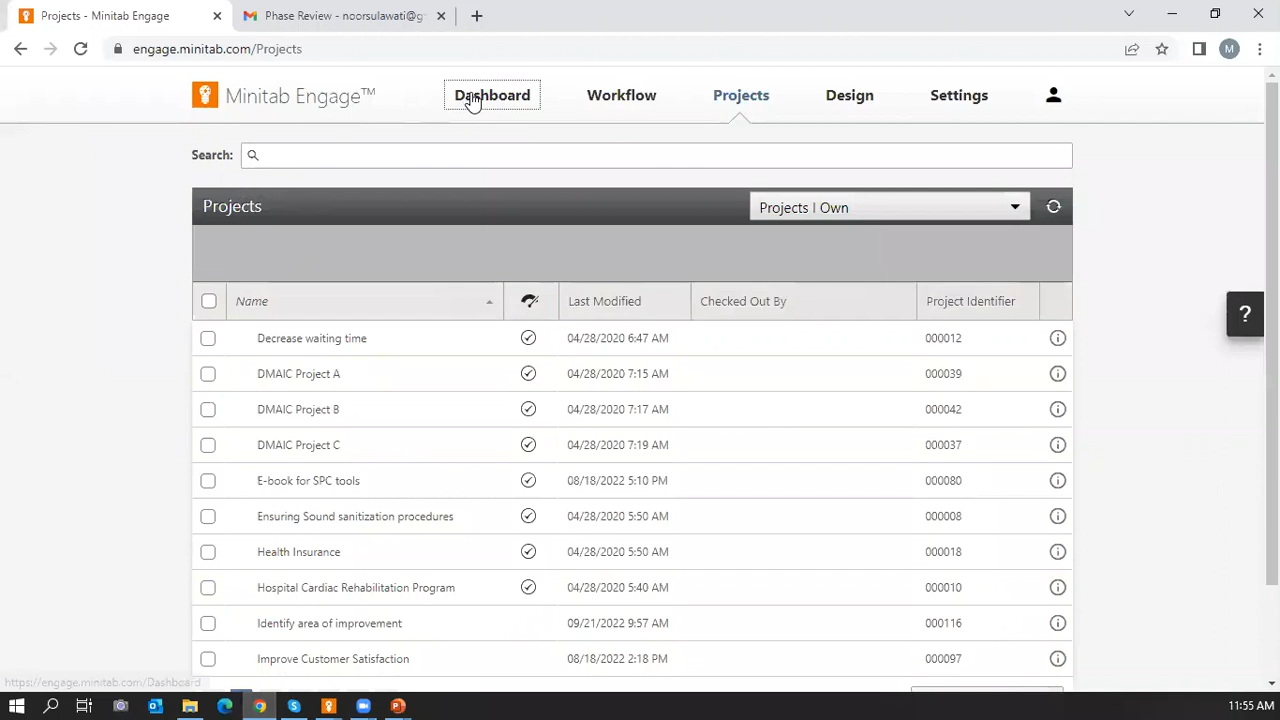 Projects - Minitab Engage
Phase Review - noorsulawati@g
engage.minitab.com/Projects
M
Minitab Engage™
Dashboard
Workflow
Projects
Design
Settings
Search:
Projects
Projects I Own
Name
Last Modified
Checked Out By
Project Identifier
Decrease waiting time 04/28/2020 6:47 AM 000012
DMAIC Project A 04/28/2020 7:15 AM 000039
DMAIC Project B 04/28/2020 7:17 AM 000042
DMAIC Project C 04/28/2020 7:19 AM 000037
E-book for SPC tools 08/18/2022 5:10 PM 000080
Ensuring Sound sanitization procedures 04/28/2020 5:50 AM 000008
Health Insurance 04/28/2020 5:50 AM 000018
Hospital Cardiac Rehabilitation Program 04/28/2020 5:40 AM 000010
Identify area of improvement 09/21/2022 9:57 AM 000116
Improve Customer Satisfaction 08/18/2022 2:18 PM 000097
?
https://engage.minitab.com/Dashboard
11:55 AM